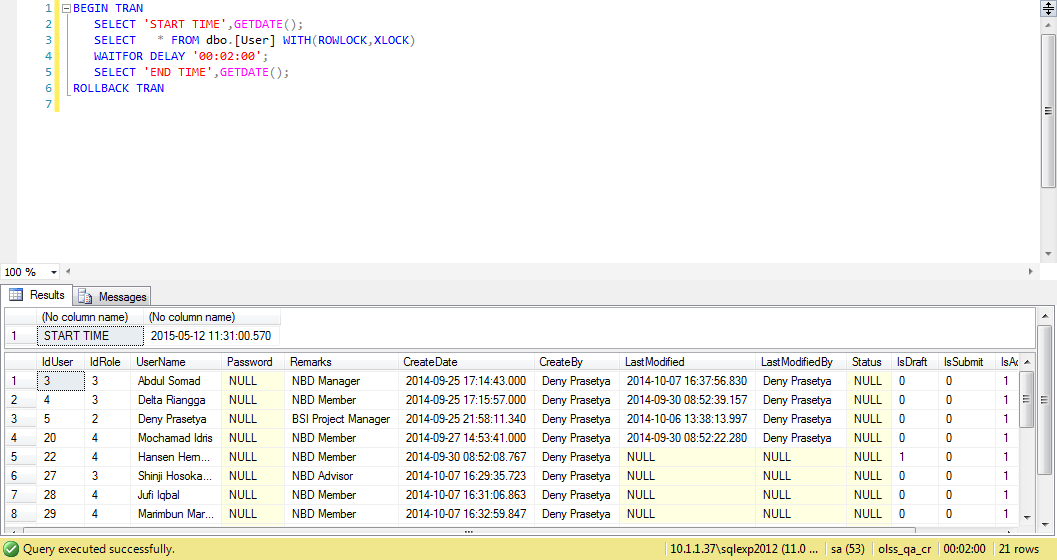 1 BEGIN TRAN
2 SELECT 'START TIME',GETDATE();
3 SELECT * FROM dbo.[User] WITH(ROWLOCK,XLOCK)
4 WAITFOR DELAY '00:02:00';
5 SELECT 'END TIME',GETDATE();
6 ROLLBACK TRAN
7
100 %
Results Messages
(No column name) (No column name)
1 START TIME 2015-05-12 11:31:00.570
IdUser IdRole UserName Password Remarks CreateDate CreateBy LastModified LastModifiedBy Status IsDraft IsSubmit IsAc
1 3 3 Abdul Somad NULL NBD Manager 2014-09-25 17:14:43.000 Deny Prasetya 2014-10-07 16:37:56.830 Deny Prasetya NULL 0 0 1
2 4 3 Delta Riangga NULL NBD Member 2014-09-25 17:15:57.000 Deny Prasetya 2014-09-30 08:52:39.157 Deny Prasetya NULL 0 0 1
3 5 2 Deny Prasetya NULL BSI Project Manager 2014-09-25 21:58:11.340 Deny Prasetya 2014-10-06 13:38:13.997 Deny Prasetya NULL 0 0 1
4 20 4 Mochamad Idris NULL NBD Member 2014-09-27 14:53:41.000 Deny Prasetya 2014-09-30 08:52:22.280 Deny Prasetya NULL 0 0 1
5 22 4 Hansen Hern... NULL NBD Member 2014-09-30 08:52:08.767 Deny Prasetya NULL NULL NULL 1 0 1
6 27 3 Shinji Hosoka... NULL NBD Advisor 2014-10-07 16:29:35.723 Deny Prasetya NULL NULL NULL 0 0 1
7 28 4 Jufi Iqbal NULL NBD Member 2014-10-07 16:31:06.863 Deny Prasetya NULL NULL NULL 0 0 1
8 29 4 Marimbun Mar... NULL NBD Member 2014-10-07 16:32:59.847 Deny Prasetya NULL NULL NULL 0 0 1
Query executed successfully. 10.1.1.37\sqlexp2012 (11.0 ... sa (53) olss_qa_cr 00:02:00 21 rows